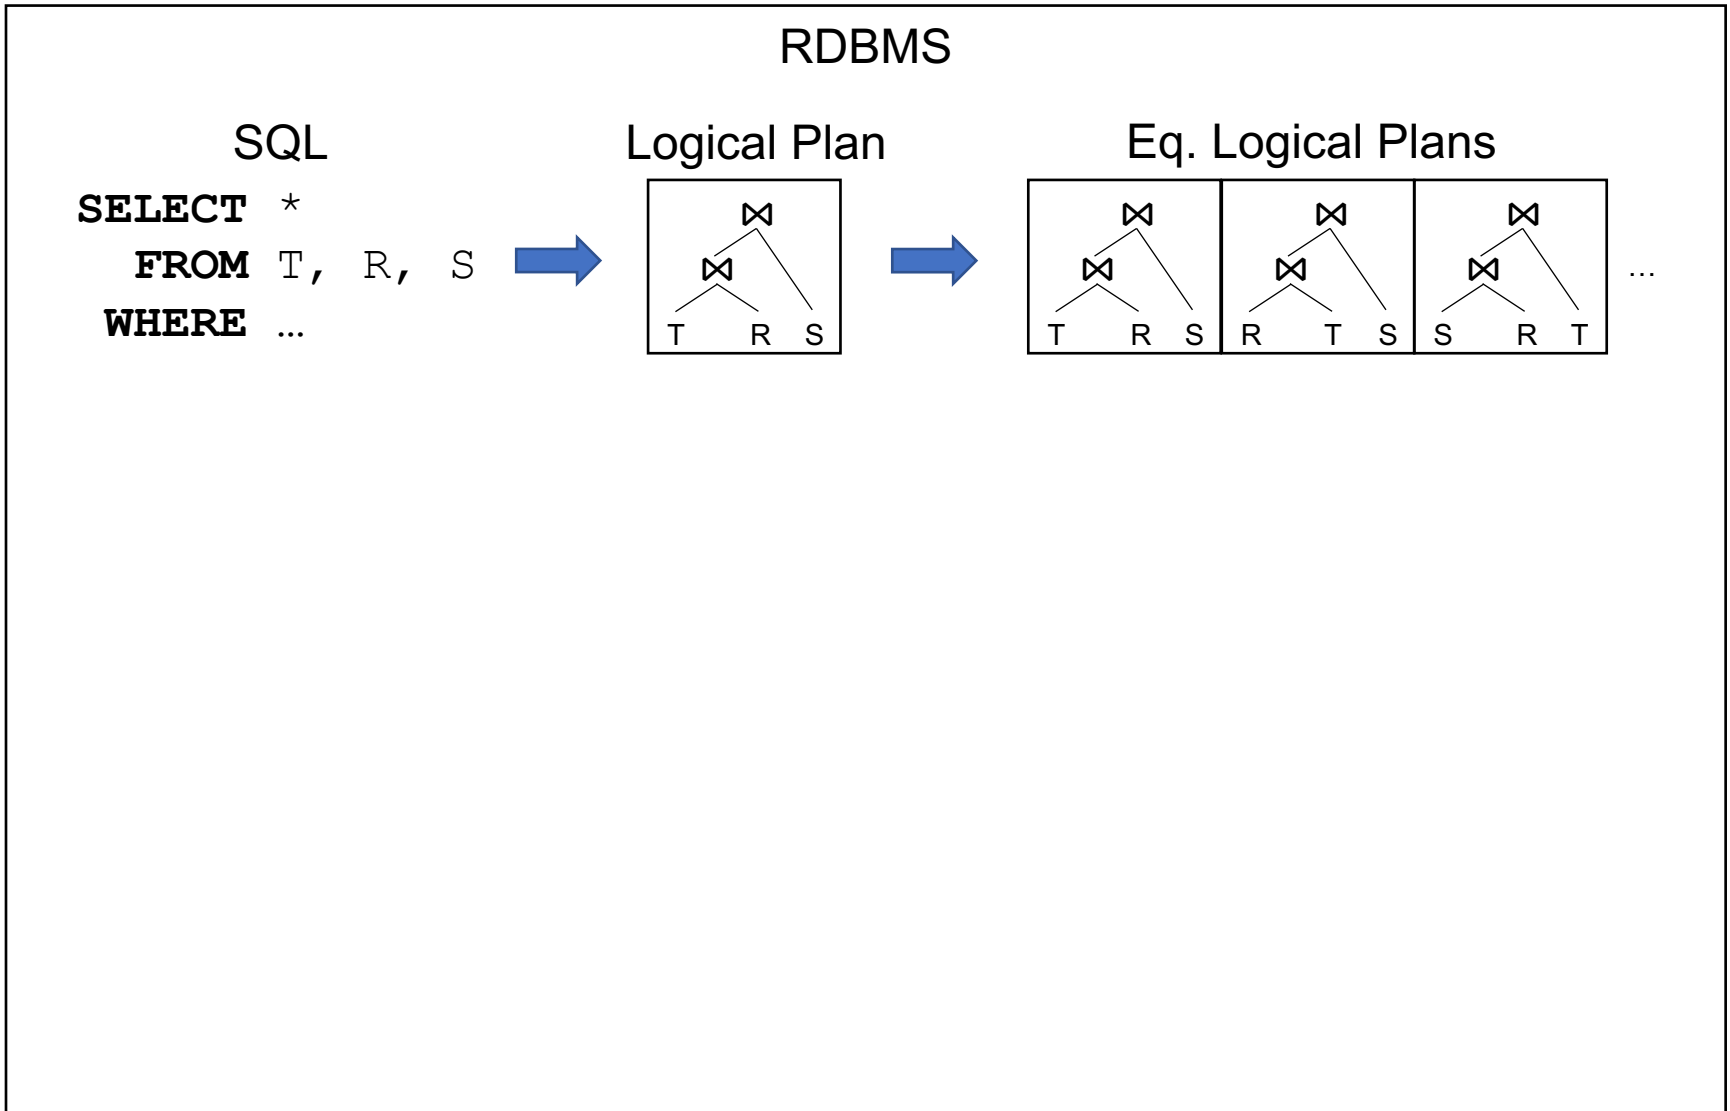 RDBMS
SQL
SELECT *
FROM T, R, S
WHERE …
Logical Plan
⋈
⋈
T R S
Eq. Logical Plans
⋈ ⋈ ⋈
⋈ ⋈ ⋈
T R S R T S S R T
…